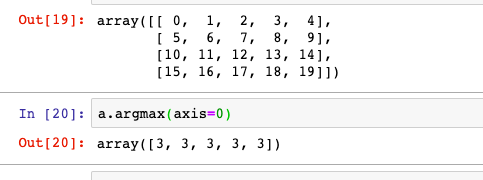 Out[19]: array([[ 0,  1,  2,  3,  4],
       [ 5,  6,  7,  8,  9],
       [10, 11, 12, 13, 14],
       [15, 16, 17, 18, 19]])
In [20]: a.argmax(axis=0)
Out[20]: array([3, 3, 3, 3, 3])